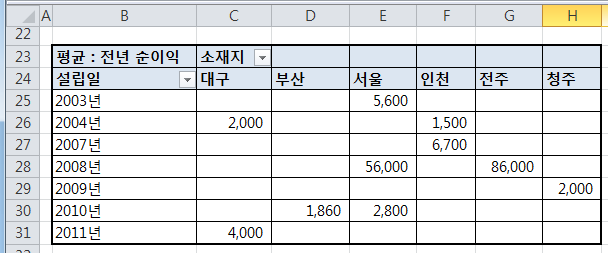 A B C D E F G H
22
23 평균 : 전년 순이익 소재지
24 설립일 대구 부산 서울 인천 전주 청주
25 2003년 5,600
26 2004년 2,000 1,500
27 2007년 6,700
28 2008년 56,000 86,000
29 2009년 2,000
30 2010년 1,860 2,800
31 2011년 4,000